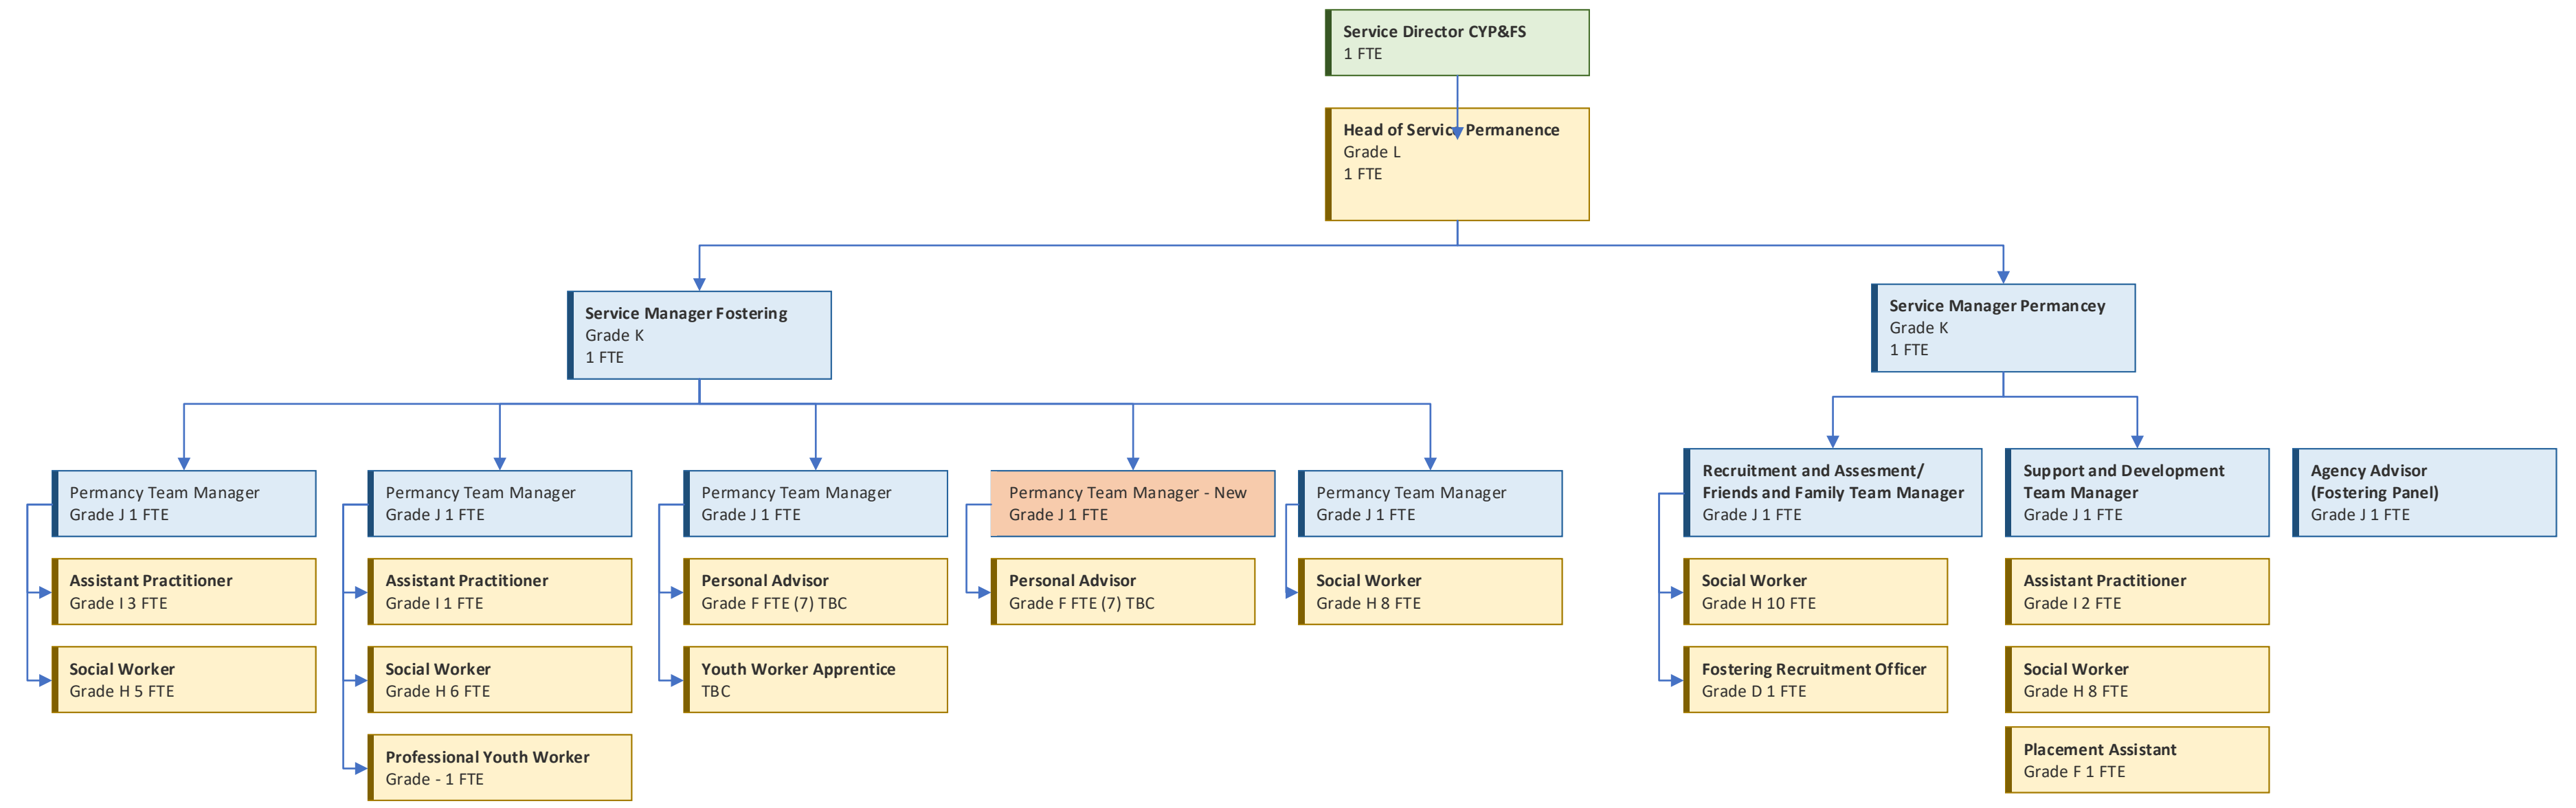 Service Director CYP&FS
1 FTE
Head of Service Permanence
Grade L
1 FTE
Service Manager Fostering
Grade K
1 FTE
Service Manager Permancey
Grade K
1 FTE
Permancy Team Manager
Grade J 1 FTE
Assistant Practitioner
Grade I 3 FTE
Social Worker
Grade H 5 FTE
Permancy Team Manager
Grade J 1 FTE
Assistant Practitioner
Grade I 1 FTE
Social Worker
Grade H 6 FTE
Professional Youth Worker
Grade - 1 FTE
Permancy Team Manager
Grade J 1 FTE
Personal Advisor
Grade F FTE (7) TBC
Youth Worker Apprentice
TBC
Permancy Team Manager - New
Grade J 1 FTE
Personal Advisor
Grade F FTE (7) TBC
Permancy Team Manager
Grade J 1 FTE
Social Worker
Grade H 8 FTE
Recruitment and Assesment/
Friends and Family Team Manager
Grade J 1 FTE
Social Worker
Grade H 10 FTE
Fostering Recruitment Officer
Grade D 1 FTE
Support and Development
Team Manager
Grade J 1 FTE
Assistant Practitioner
Grade I 2 FTE
Social Worker
Grade H 8 FTE
Placement Assistant
Grade F 1 FTE
Agency Advisor
(Fostering Panel)
Grade J 1 FTE